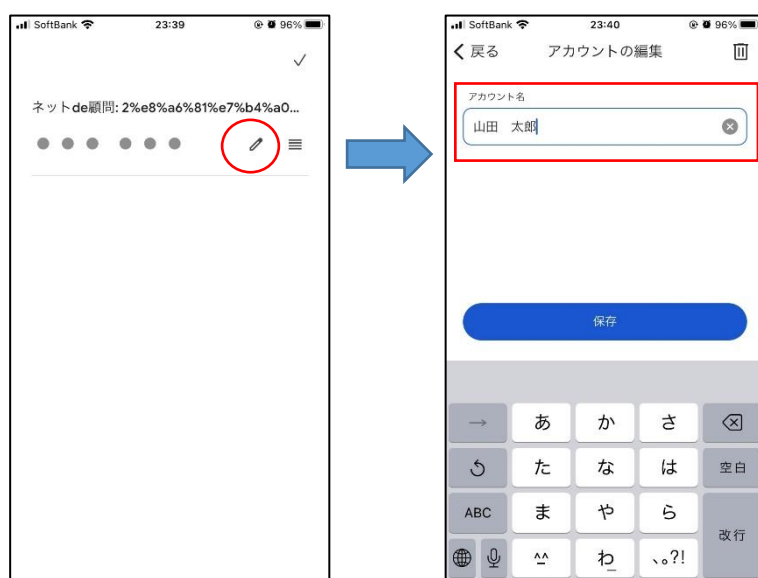 SoftBank 23:39 96%
ネットde顧問: 2%e8%a6%81%e7%b4%a0...
SoftBank 23:40 96%
戻る アカウントの編集
アカウント名
山田 太郎
保存
→ あ か さ
た な は 空白
ABC ま や ら 改行
^^ わ_ 、。?!